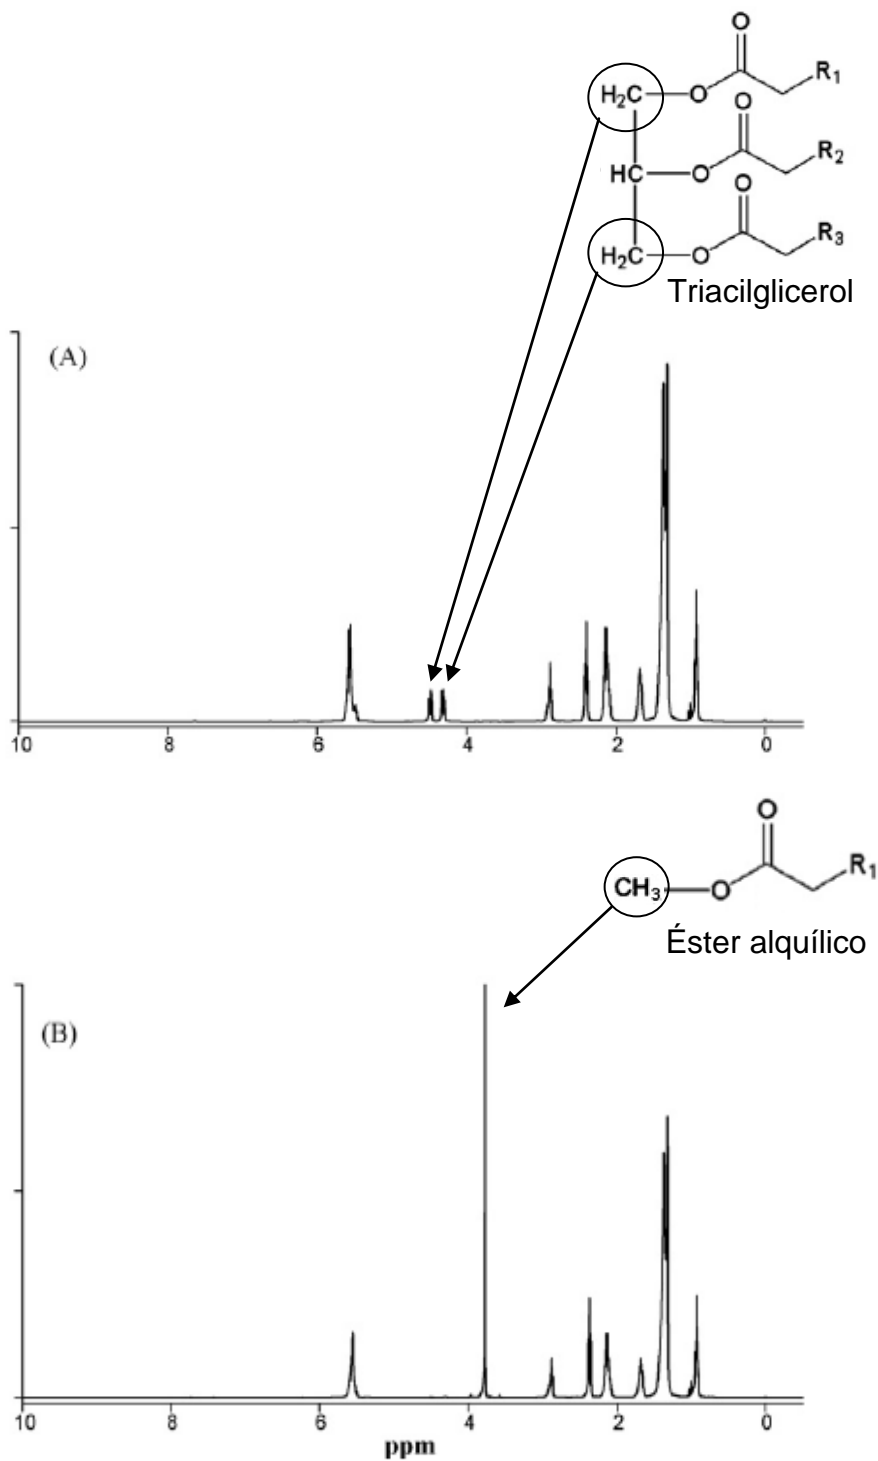 O
H₂C O R₁
O
HC O R₂
O
H₂C O R₃
Triacilglicerol
(A)
10 8 6 4 2 0
O
CH₃ O R₁
Éster alquílico
(B)
10 8 6 4 2 0
ppm